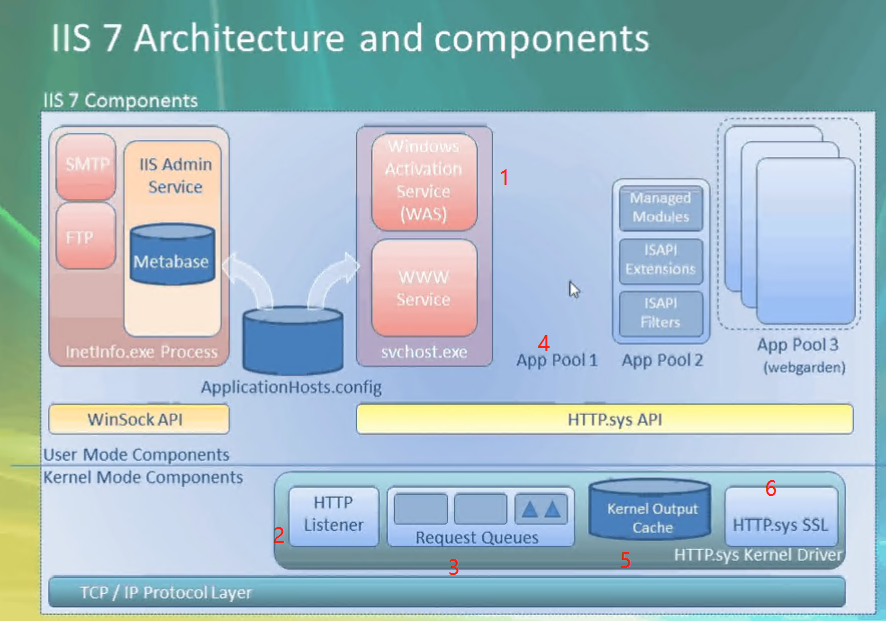 IIS 7 Architecture and components
IIS 7 Components
SMTP
FTP
IIS Admin
Service
Metabase
InetInfo.exe Process
ApplicationHosts.config
Windows
Activation
Service
(WAS)
1
WWW
Service
svchost.exe
4
App Pool 1
Managed
Modules
ISAPI
Extensions
ISAPI
Filters
App Pool 2
App Pool 3
(webgarden)
WinSock API
HTTP.sys API
User Mode Components
Kernel Mode Components
HTTP
Listener
2
Request Queues
3
Kernel Output
Cache
5
6
HTTP.sys SSL
HTTP.sys Kernel Driver
TCP / IP Protocol Layer